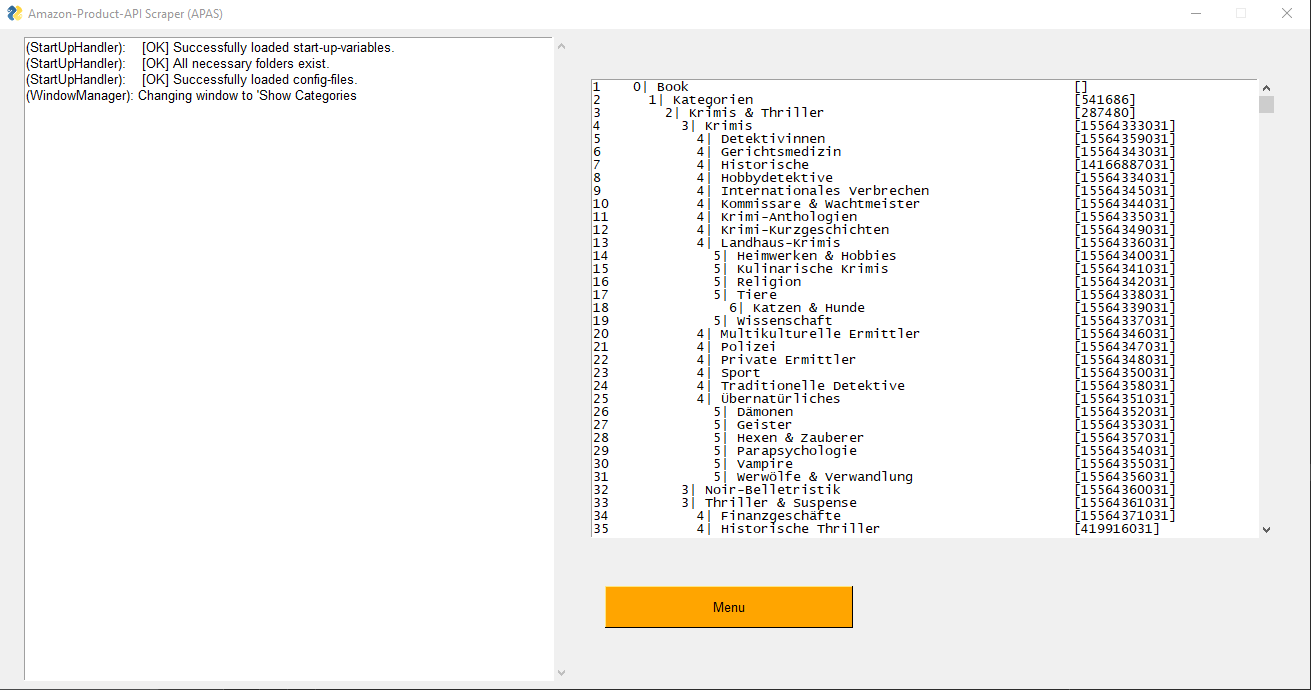 Amazon-Product-API Scraper (APAS)
(StartUpHandler): [OK] Successfully loaded start-up-variables.
(StartUpHandler): [OK] All necessary folders exist.
(StartUpHandler): [OK] Successfully loaded config-files.
(WindowManager): Changing window to 'Show Categories
1 0| Book []
2 1| Kategorien [541686]
3 2| Krimis & Thriller [287480]
4 3| Krimis [15564333031]
5 4| Detektivinnen [15564359031]
6 4| Gerichtsmedizin [15564343031]
7 4| Historische [14166887031]
8 4| Hobbydetektive [15564334031]
9 4| Internationales Verbrechen [15564345031]
10 4| Kommissare & Wachtmeister [15564344031]
11 4| Krimi-Anthologien [15564335031]
12 4| Krimi-Kurzgeschichten [15564349031]
13 4| Landhaus-Krimis [15564336031]
14 5| Heimwerken & Hobbies [15564340031]
15 5| Kulinarische Krimis [15564341031]
16 5| Religion [15564342031]
17 5| Tiere [15564338031]
18 6| Katzen & Hunde [15564339031]
19 5| Wissenschaft [15564337031]
20 4| Multikulturelle Ermittler [15564346031]
21 4| Polizei [15564347031]
22 4| Private Ermittler [15564348031]
23 4| Sport [15564350031]
24 4| Traditionelle Detektive [15564358031]
25 4| Übernatürliches [15564351031]
26 5| Dämonen [15564352031]
27 5| Geister [15564353031]
28 5| Hexen & Zauberer [15564357031]
29 5| Parapsychologie [15564354031]
30 5| Vampire [15564355031]
31 5| Werwölfe & Verwandlung [15564356031]
32 3| Noir-Belletristik [15564360031]
33 3| Thriller & Suspense [15564361031]
34 4| Finanzgeschäfte [15564371031]
35 4| Historische Thriller [419916031]
Menu